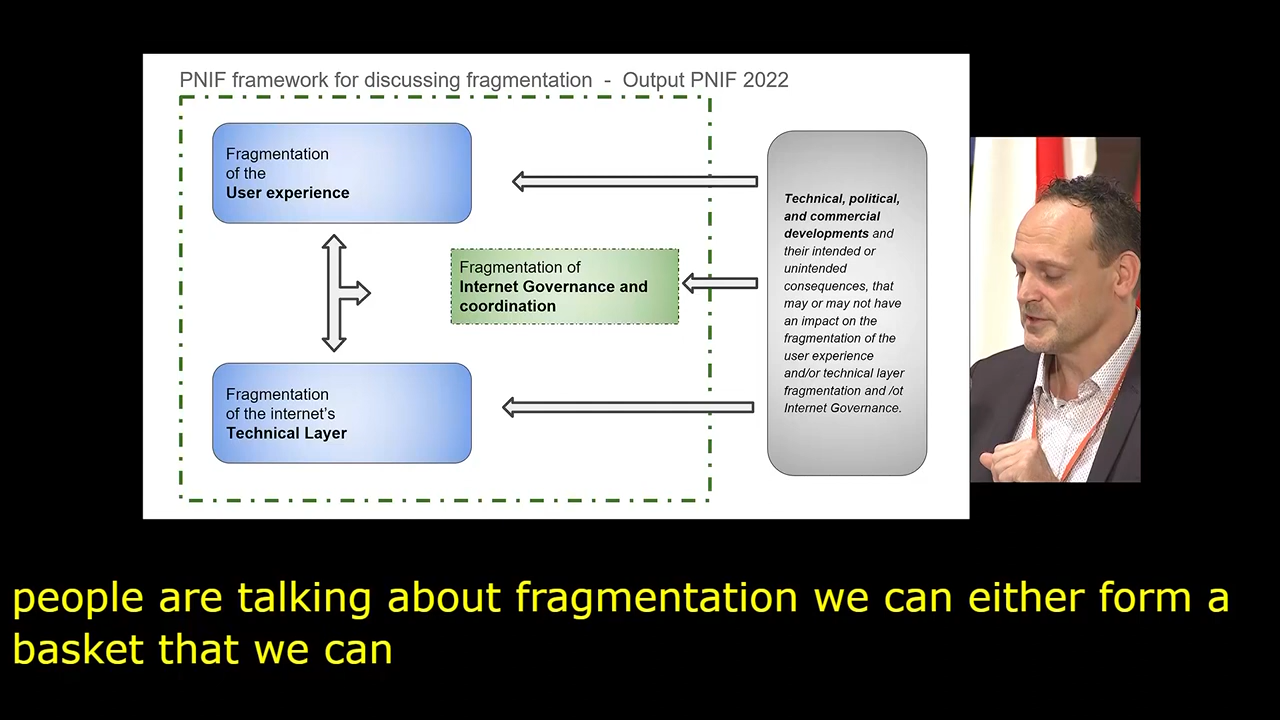 PNIF framework for discussing fragmentation - Output PNIF 2022
Fragmentation
of the
User experience
Fragmentation of
Internet Governance and
coordination
Fragmentation
of the internet's
Technical Layer
Technical, political,
and commercial
developments and
their intended or
unintended
consequences, that
may or may not have
an impact on the
fragmentation of the
user experience
and/or technical layer
fragmentation and /ot
Internet Governance.
people are talking about fragmentation we can either form a
basket that we can